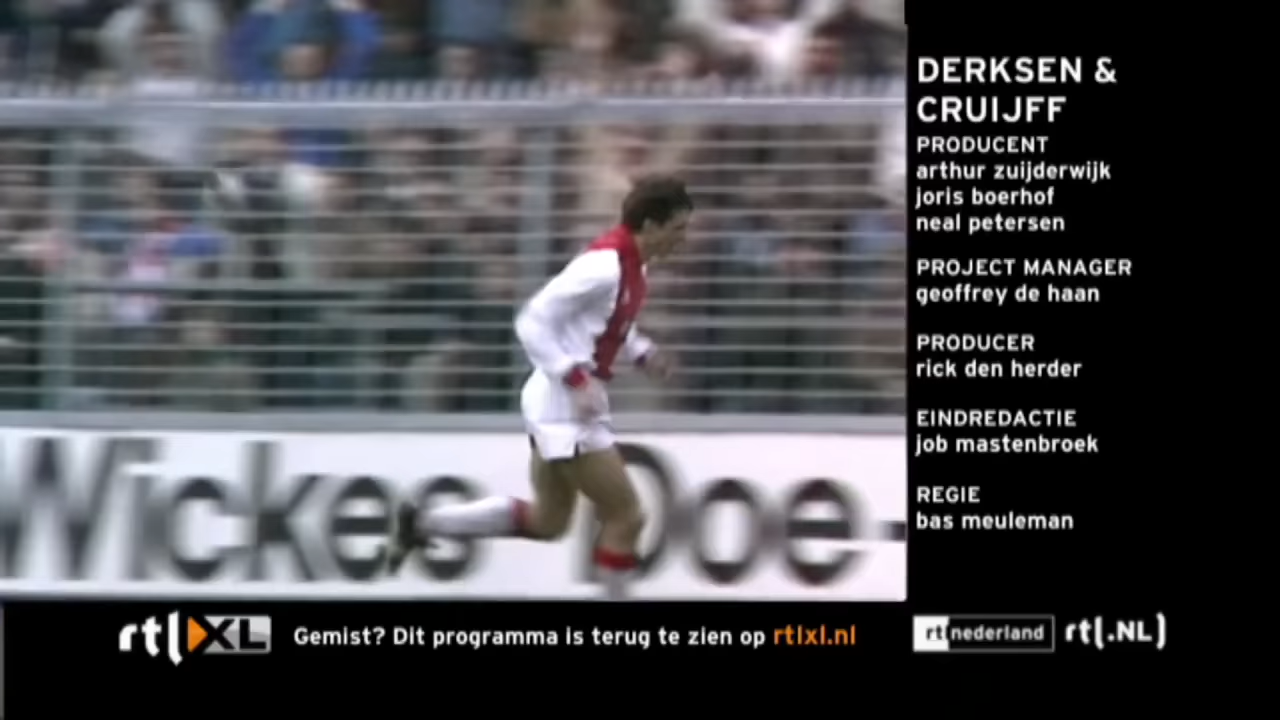 DERKSEN &
CRUIJFF
PRODUCENT
arthur zuijderwijk
joris boerhof
neal petersen
PROJECT MANAGER
geoffrey de haan
PRODUCER
rick den herder
EINDREDACTIE
job mastenbroek
REGIE
bas meuleman
Wickes Doe-
rtl XL Gemist? Dit programma is terug te zien op rtlxl.nl rtl nederland rtl.NL